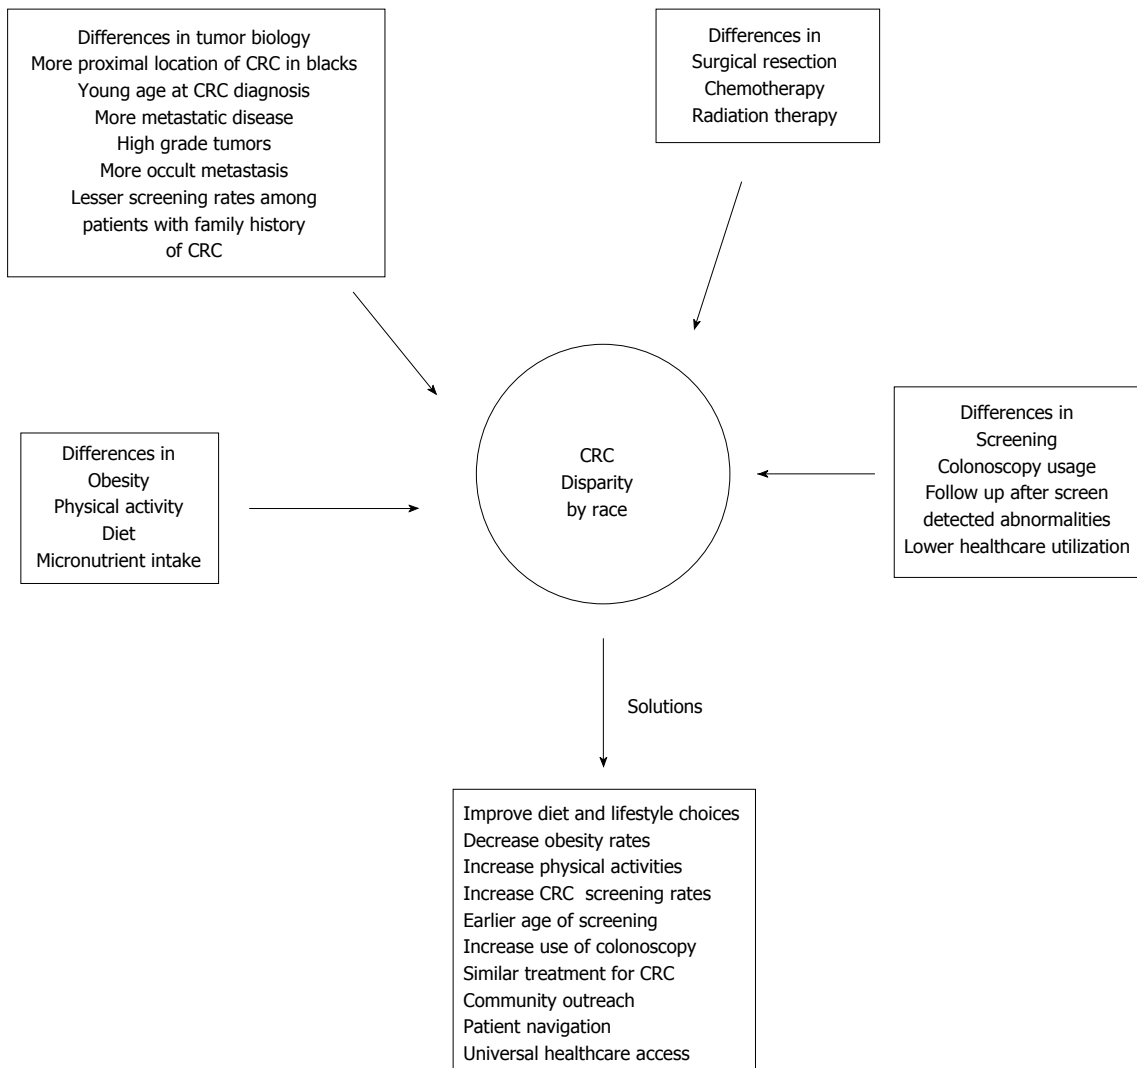 Differences in tumor biology
More proximal location of CRC in blacks
Young age at CRC diagnosis
More metastatic disease
High grade tumors
More occult metastasis
Lesser screening rates among
patients with family history
of CRC
Differences in
Surgical resection
Chemotherapy
Radiation therapy
Differences in
Obesity
Physical activity
Diet
Micronutrient intake
CRC
Disparity
by race
Differences in
Screening
Colonoscopy usage
Follow up after screen
detected abnormalities
Lower healthcare utilization
Solutions
Improve diet and lifestyle choices
Decrease obesity rates
Increase physical activities
Increase CRC screening rates
Earlier age of screening
Increase use of colonoscopy
Similar treatment for CRC
Community outreach
Patient navigation
Universal healthcare access